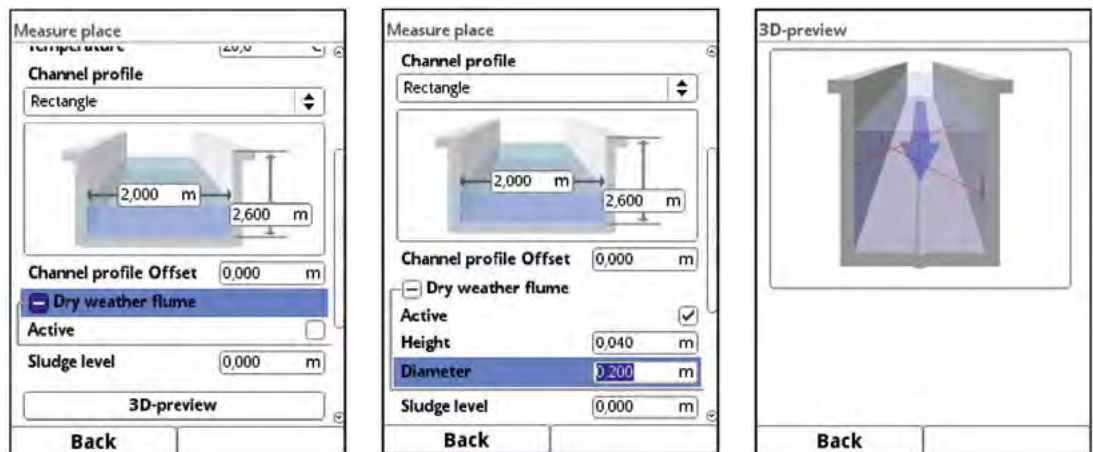 Measure place
Temperature 20,0 °C
Channel profile
Rectangle
2,000 m
2,600 m
Channel profile Offset 0,000 m
Dry weather flume
Active
Sludge level 0,000 m
3D-preview
Back
Measure place
Channel profile
Rectangle
2,000 m
2,600 m
Channel profile Offset 0,000 m
Dry weather flume
Active
Height 0,040 m
Diameter 0,200 m
Sludge level 0,000 m
Back
3D-preview
Back